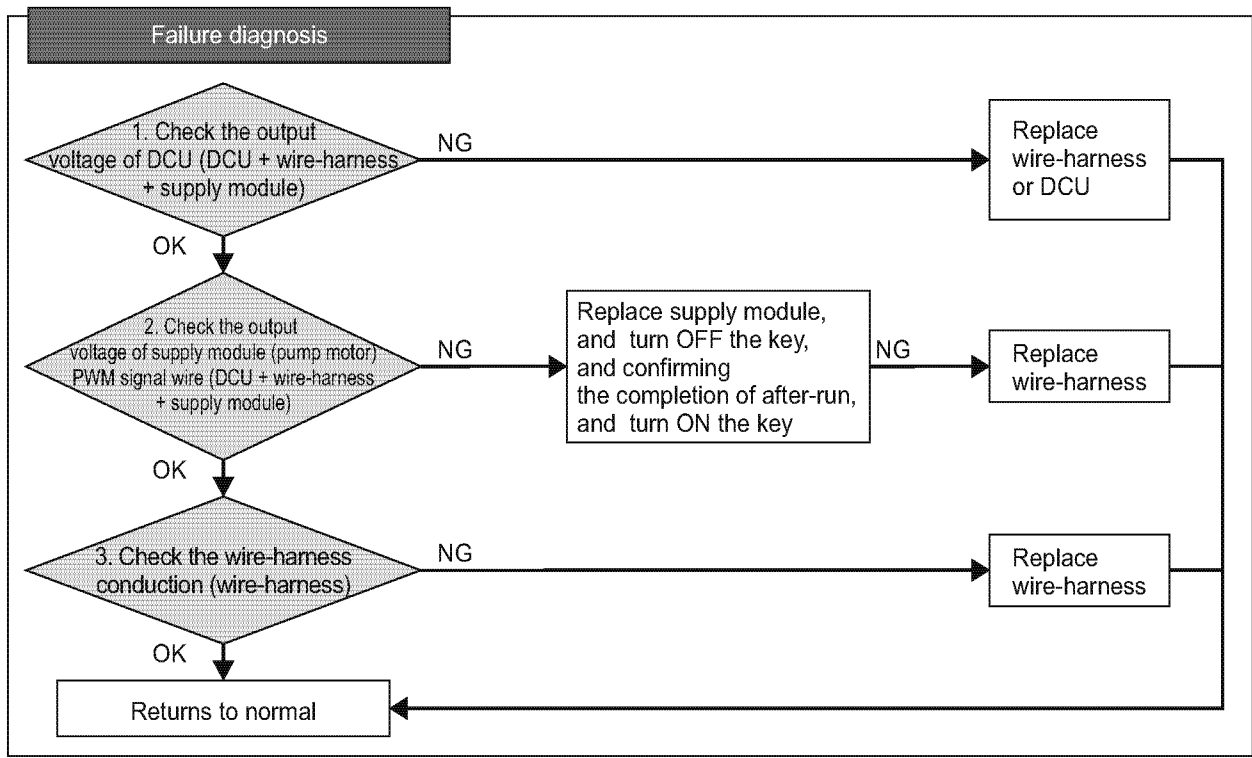 Failure diagnosis
1. Check the output
voltage of DCU (DCU + wire-harness
+ supply module)
NG
Replace
wire-harness
or DCU
OK
2. Check the output
voltage of supply module (pump motor)
PWM signal wire (DCU + wire-harness
+ supply module)
NG
Replace supply module,
and turn OFF the key,
and confirming
the completion of after-run,
and turn ON the key
NG
Replace
wire-harness
OK
3. Check the wire-harness
conduction (wire-harness)
NG
Replace
wire-harness
OK
Returns to normal